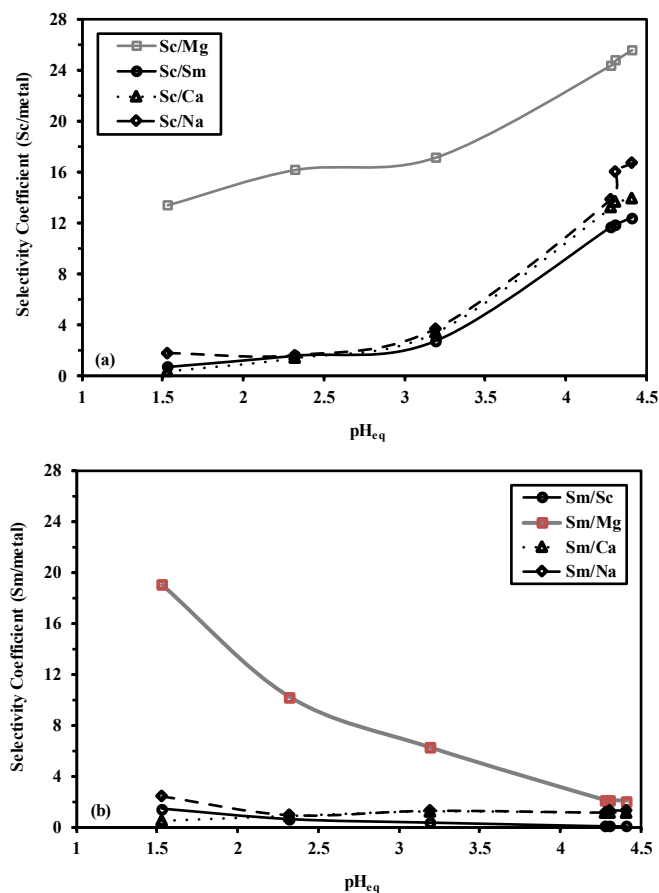 28
24
20
16
12
8
4
0
Selectivity Coefficient (Sc/metal)
Sc/Mg
Sc/Sm
Sc/Ca
Sc/Na
(a)
1 1.5 2 2.5 3 3.5 4 4.5 5
pHeq
28
24
20
16
12
8
4
0
Selectivity Coefficient (Sm/metal)
Sm/Sc
Sm/Mg
Sm/Ca
Sm/Na
(b)
1 1.5 2 2.5 3 3.5 4 4.5
pHeq